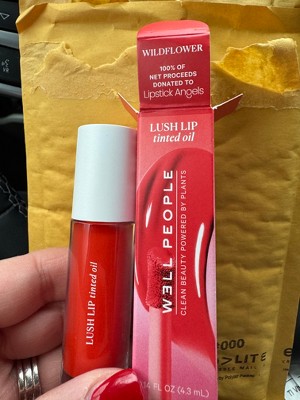 WILDFLOWER
100% OF
NET PROCEEDS
DONATED TO
Lipstick Angels
LUSH LIP
tinted oil
W3LL PEOPLE
CLEAN BEAUTY POWERED BY PLANTS
FL OZ (4.3 mL)
LUSH LIP tinted oil
LITE